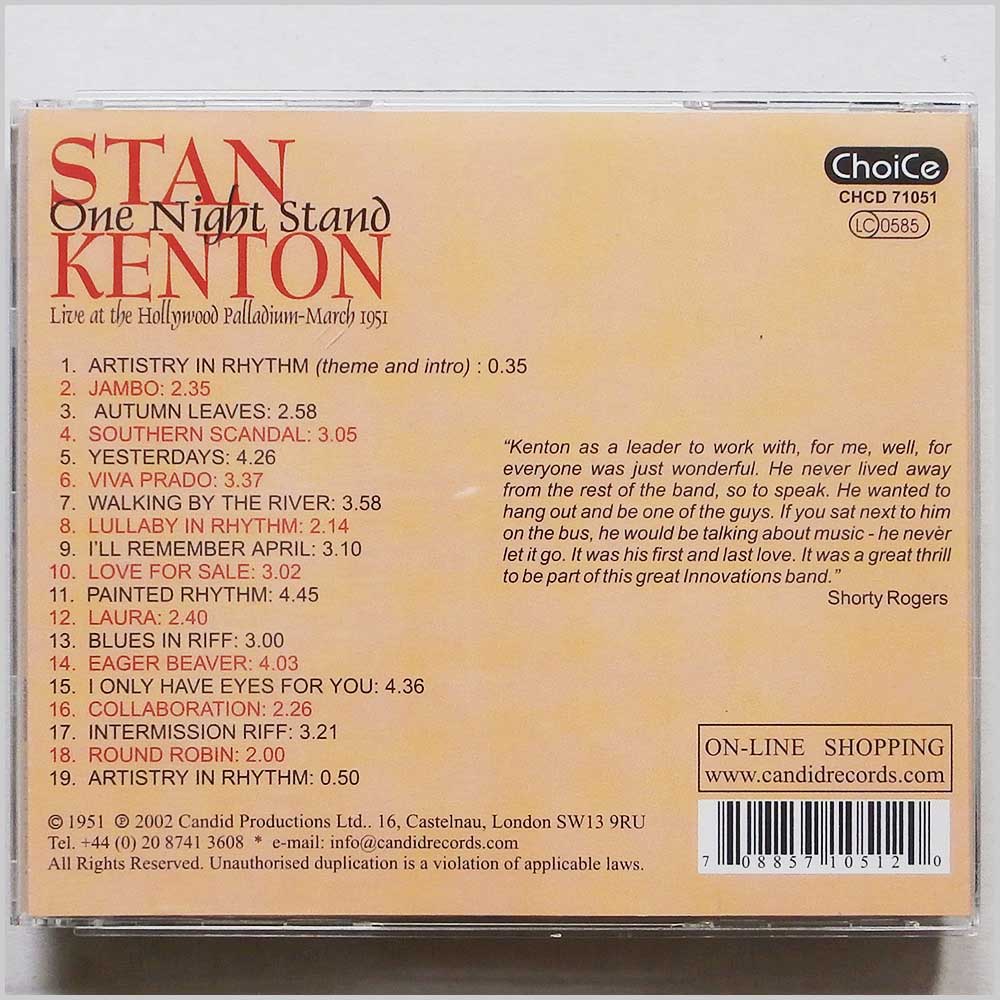 STAN
One Night Stand
KENTON
Live at the Hollywood Palladium-March 1951
ChoiCe
CHCD 71051
LC 0585
1. ARTISTRY IN RHYTHM (theme and intro) : 0.35
2. JAMBO: 2.35
3. AUTUMN LEAVES: 2.58
4. SOUTHERN SCANDAL: 3.05
5. YESTERDAYS: 4.26
6. VIVA PRADO: 3.37
7. WALKING BY THE RIVER: 3.58
8. LULLABY IN RHYTHM: 2.14
9. I'LL REMEMBER APRIL: 3.10
10. LOVE FOR SALE: 3.02
11. PAINTED RHYTHM: 4.45
12. LAURA: 2.40
13. BLUES IN RIFF: 3.00
14. EAGER BEAVER: 4.03
15. I ONLY HAVE EYES FOR YOU: 4.36
16. COLLABORATION: 2.26
17. INTERMISSION RIFF: 3.21
18. ROUND ROBIN: 2.00
19. ARTISTRY IN RHYTHM: 0.50
"Kenton as a leader to work with, for me, well, for
everyone was just wonderful. He never lived away
from the rest of the band, so to speak. He wanted to
hang out and be one of the guys. If you sat next to him
on the bus, he would be talking about music - he never
let it go. It was his first and last love. It was a great thrill
to be part of this great Innovations band."
Shorty Rogers
ON-LINE SHOPPING
www.candidrecords.com
© 1951 ℗ 2002 Candid Productions Ltd.. 16, Castelnau, London SW13 9RU
Tel. +44 (0) 20 8741 3608 * e-mail: info@candidrecords.com
All Rights Reserved. Unauthorised duplication is a violation of applicable laws.
7 08857 10512 0